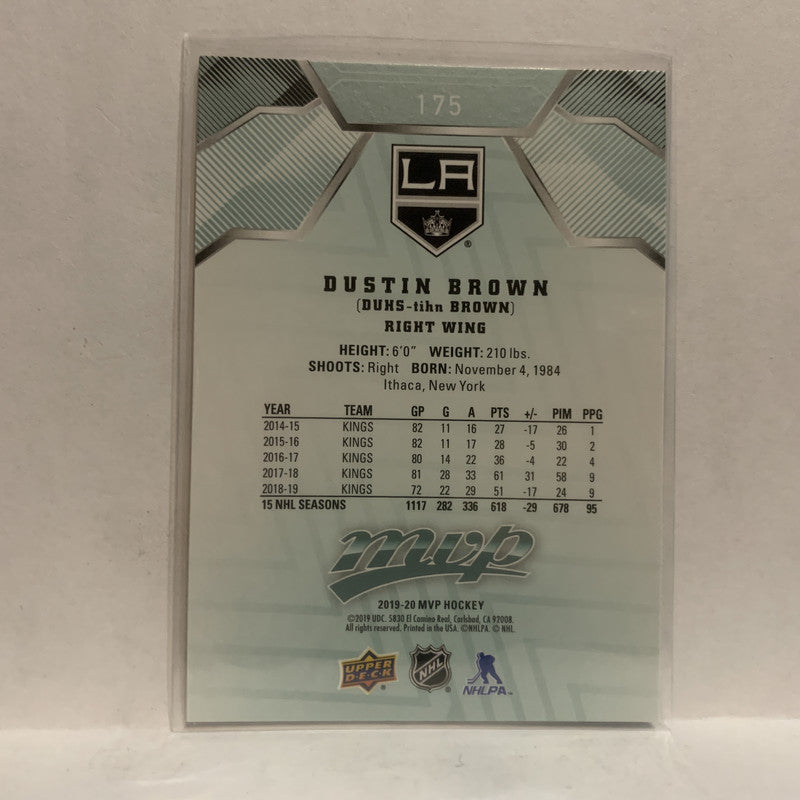 175
LA
®
DUSTIN BROWN
(DUHS-tihn BROWN)
RIGHT WING
HEIGHT: 6'0" WEIGHT: 210 lbs.
SHOOTS: Right BORN: November 4, 1984
Ithaca, New York
YEAR TEAM GP G A PTS +/- PIM PPG
2014-15 KINGS 82 11 16 27 -17 26 1
2015-16 KINGS 82 11 17 28 -5 30 2
2016-17 KINGS 80 14 22 36 -4 22 4
2017-18 KINGS 81 28 33 61 31 58 9
2018-19 KINGS 72 22 29 51 -17 24 9
15 NHL SEASONS 1117 282 336 618 -29 678 95
mvp
2019-20 MVP HOCKEY
©2019 UDC. 5830 El Camino Real, Carlsbad, CA 92008.
All rights reserved. Printed in the USA. ©NHLPA. © NHL.
UPPER DECK NHL NHLPA